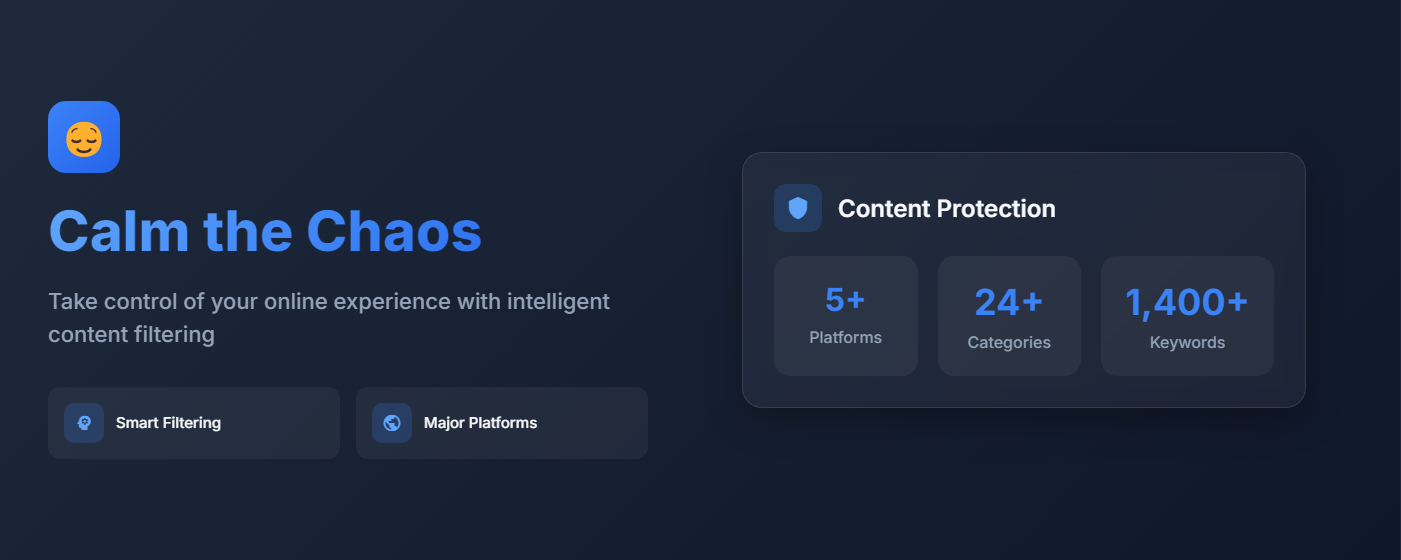 Calm the Chaos
Take control of your online experience with intelligent
content filtering
Smart Filtering
Major Platforms
Content Protection
5+
Platforms
24+
Categories
1,400+
Keywords